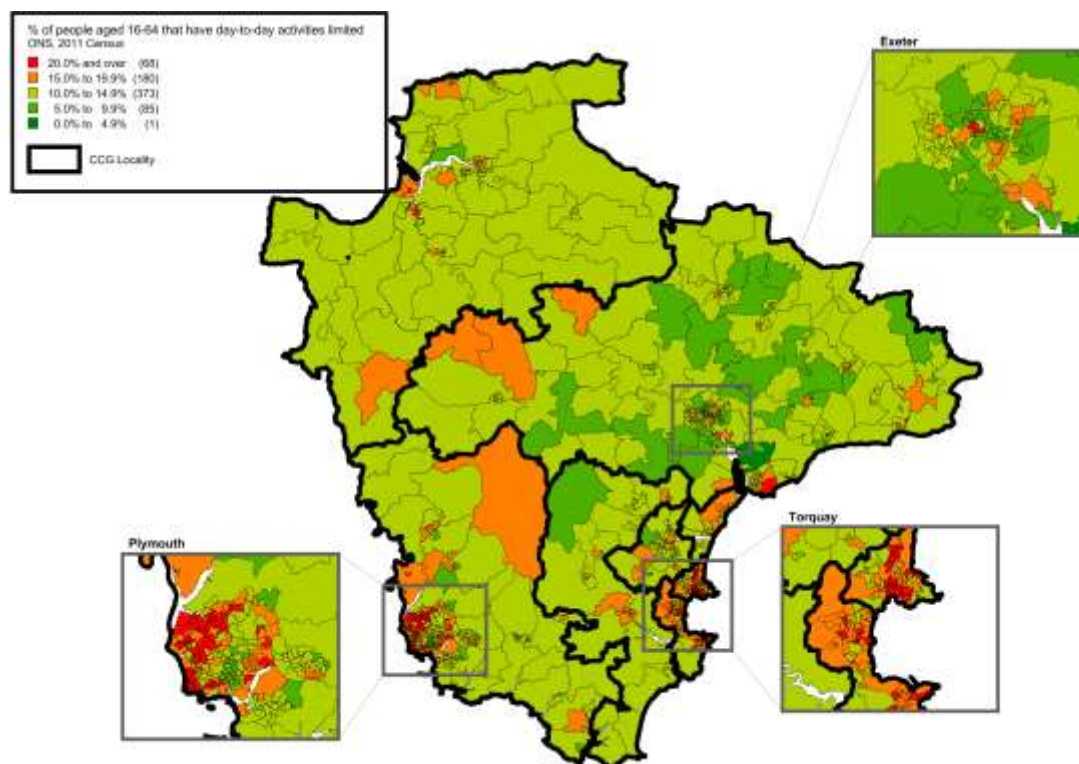 % of people aged 16-64 that have day-to-day activities limited
ONS, 2011 Census
20.0% and over (68)
15.0% to 19.9% (180)
10.0% to 14.9% (373)
5.0% to 9.9% (85)
0.0% to 4.9% (1)
CCG Locality
Exeter
Plymouth
Torquay